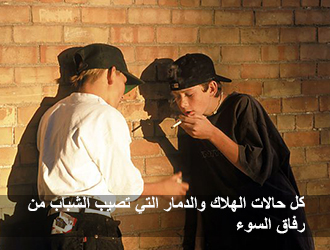 كل حالات الهلاك والدمار التي تصيب الشباب من
رفاق السوء